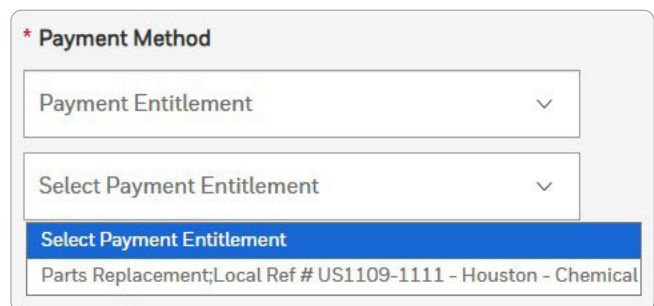 * Payment Method
Payment Entitlement
Select Payment Entitlement
Select Payment Entitlement
Parts Replacement;Local Ref # US1109-1111 - Houston - Chemical